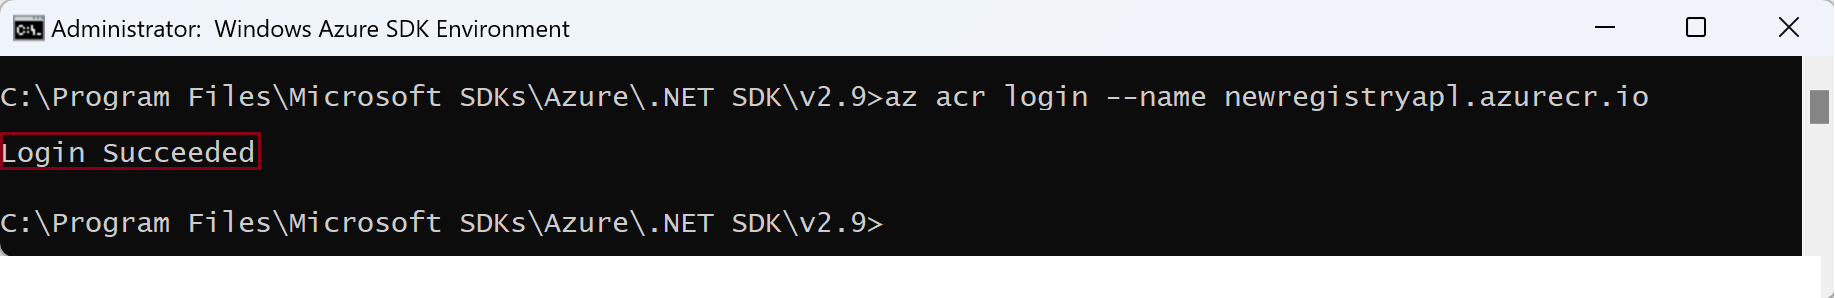 Administrator:  Windows Azure SDK Environment
C:\Program Files\Microsoft SDKs\Azure\.NET SDK\v2.9>az acr login --name newregistryapl.azurecr.io
Login Succeeded
C:\Program Files\Microsoft SDKs\Azure\.NET SDK\v2.9>